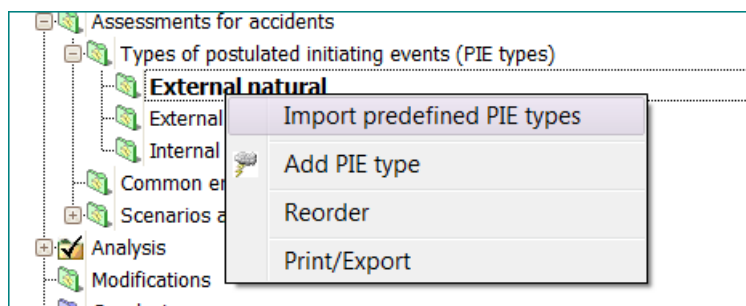 Assessments for accidents
Types of postulated initiating events (PIE types)
External natural
Import predefined PIE types
External
Add PIE type
Internal
Common
Reorder
Scenarios
Print/Export
Analysis
Modifications